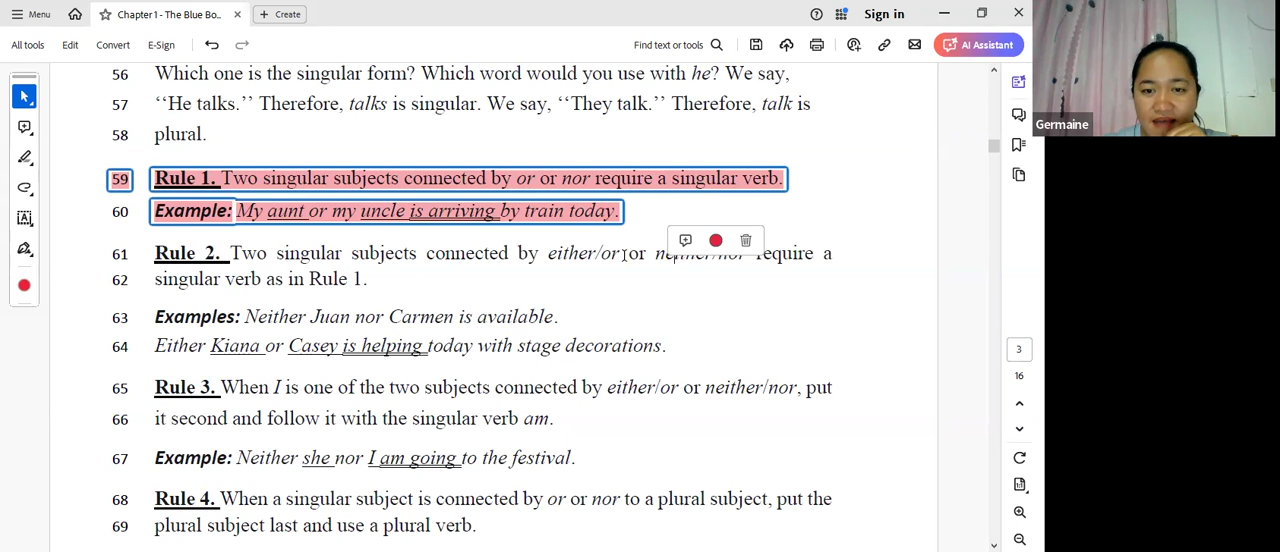 Menu
Chapter1 - The Blue Bo...
Create
Sign in
All tools Edit Convert E-Sign
Find text or tools
AI Assistant
56 Which one is the singular form? Which word would you use with he? We say,
57 ‘‘He talks.’’ Therefore, talks is singular. We say, ‘‘They talk.’’ Therefore, talk is
58 plural.
59 Rule 1. Two singular subjects connected by or or nor require a singular verb.
60 Example: My aunt or my uncle is arriving by train today.
61 Rule 2. Two singular subjects connected by either/or or neither/nor require a
62 singular verb as in Rule 1.
63 Examples: Neither Juan nor Carmen is available.
64 Either Kiana or Casey is helping today with stage decorations.
65 Rule 3. When I is one of the two subjects connected by either/or or neither/nor, put
66 it second and follow it with the singular verb am.
67 Example: Neither she nor I am going to the festival.
68 Rule 4. When a singular subject is connected by or or nor to a plural subject, put the
69 plural subject last and use a plural verb.
3
16
Germaine